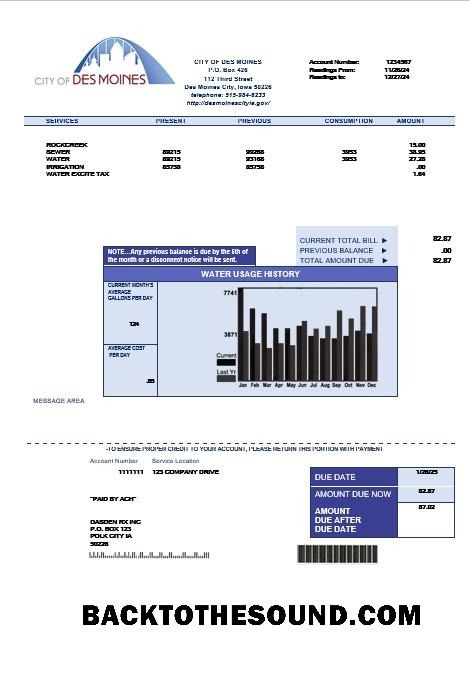 CITY OF DES MOINES
CITY OF DES MOINES
P.O. Box 426
112 Third Street
Des Moines City, Iowa 50226
telephone: 515-984-6233
http://desmoinescityia.gov/
Account Number: 1234567
Readings From: 11/26/24
Readings to: 12/27/24
SERVICES PRESENT PREVIOUS CONSUMPTION AMOUNT
ROCKCREEK 15.00
SEWER 89215 3953 38.95
WATER 89215 93168 3953 27.28
IRRIGATION 85758 85758 .00
WATER EXCITE TAX 1.64
CURRENT TOTAL BILL ► 82.87
PREVIOUS BALANCE ► .00
TOTAL AMOUNT DUE ► 82.87
NOTE...Any previous balance is due by the 5th of
the month or a disconnect notice will be sent.
WATER USAGE HISTORY
CURRENT MONTH'S
AVERAGE
GALLONS PER DAY
124
AVERAGE COST
PER DAY
.85
7741
3871
Current
Last Yr
Jan Feb Mar Apr May Jun Jul Aug Sep Oct Nov Dec
MESSAGE AREA
-TO ENSURE PROPER CREDIT TO YOUR ACCOUNT, PLEASE RETURN THIS PORTION WITH PAYMENT
Account Number Service Location
1111111 123 COMPANY DRIVE
"PAID BY ACH"
DASDEN RX INC
P.O. BOX 123
POLK CITY IA
50226
DUE DATE 1/26/25
AMOUNT DUE NOW 82.87
AMOUNT 87.02
DUE AFTER
DUE DATE
BACKTOTHESOUND.COM